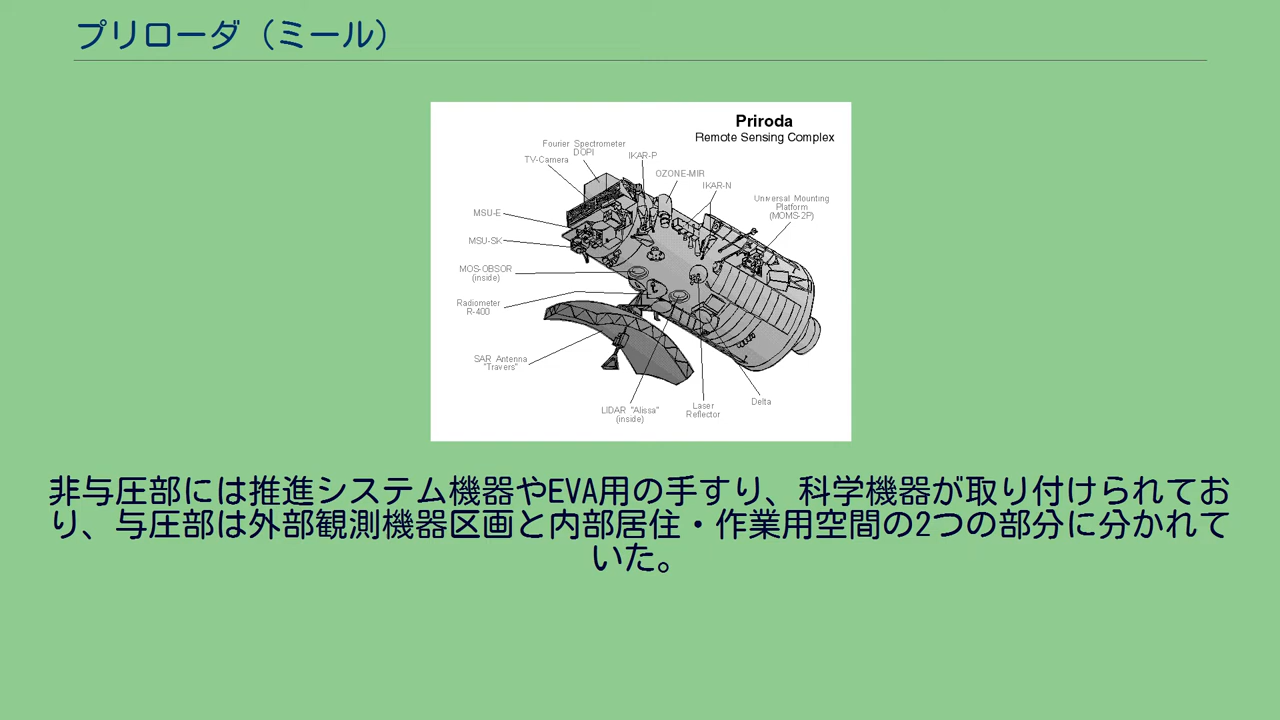 プリローダ（ミール）
Priroda
Remote Sensing Complex
Fourier Spectrometer
DOPI
TV-Camera
IKAR-P
OZONE-MIR
IKAR-N
Universal Mounting
Platform
(MOMS-2P)
MSU-E
MSU-SK
MOS-OBSOR
(inside)
Radiometer
R-400
SAR Antenna
"Travers"
LIDAR "Alissa"
(inside)
Laser
Reflector
Delta
非与圧部には推進システム機器やEVA用の手すり、科学機器が取り付けられてお
り、与圧部は外部観測機器区画と内部居住・作業用空間の2つの部分に分かれて
いた。